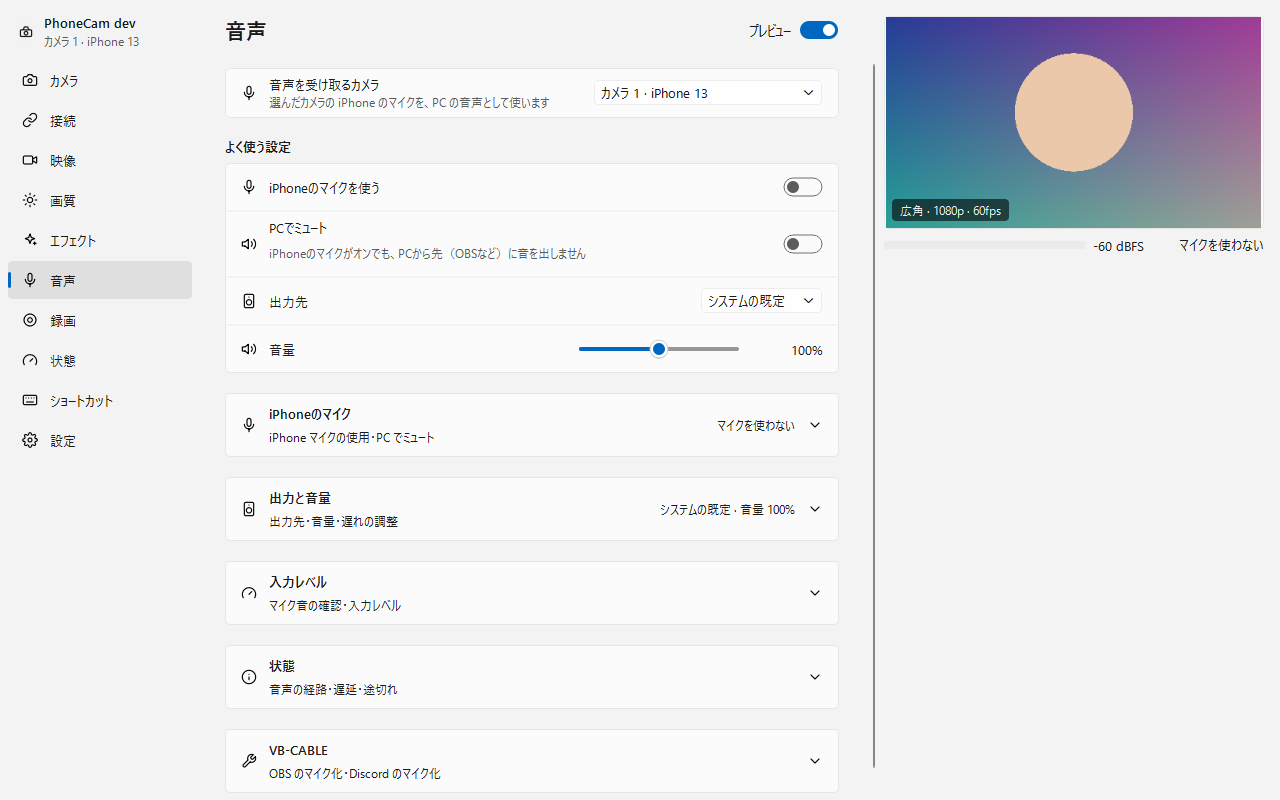 PhoneCam dev
カメラ 1 · iPhone 13
カメラ
接続
映像
画質
エフェクト
音声
録画
状態
ショートカット
設定
音声
プレビュー
音声を受け取るカメラ
選んだカメラの iPhone のマイクを、PC の音声として使います
カメラ 1 · iPhone 13
よく使う設定
iPhoneのマイクを使う
PCでミュート
iPhoneのマイクがオンでも、PCから先（OBSなど）に音を出しません
出力先
システムの既定
音量
100%
iPhoneのマイク
iPhone マイクの使用・PC でミュート
マイクを使わない
出力と音量
出力先・音量・遅れの調整
システムの既定 · 音量 100%
入力レベル
マイク音の確認・入力レベル
状態
音声の経路・遅延・途切れ
VB-CABLE
OBS のマイク化・Discord のマイク化
広角 · 1080p · 60fps
-60 dBFS
マイクを使わない